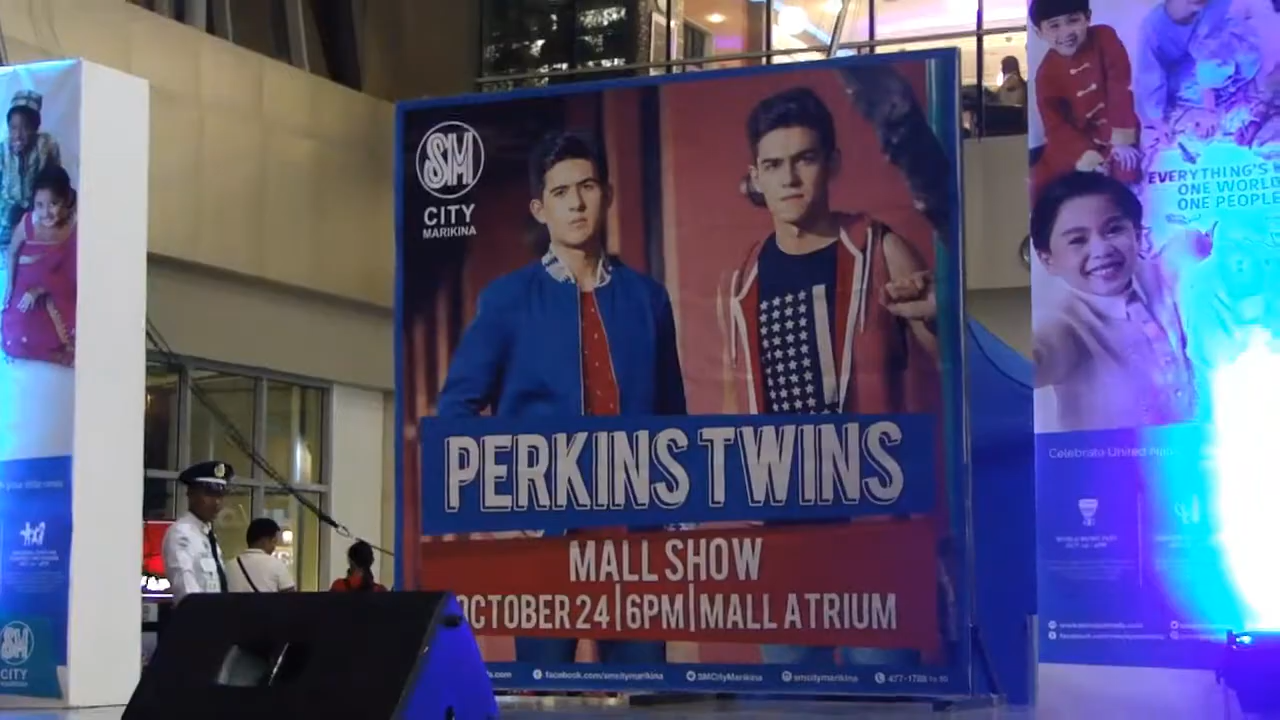 SM
CITY
MARIKINA
PERKINS TWINS
MALL SHOW
OCTOBER 24|6PM|MALL ATRIUM
facebook.com/smcitymarikina
SMCityMarikina
smcitymarikina
EVERYTHING'S
ONE WORLD
ONE PEOPLE
Celebrate United
SM
CITY